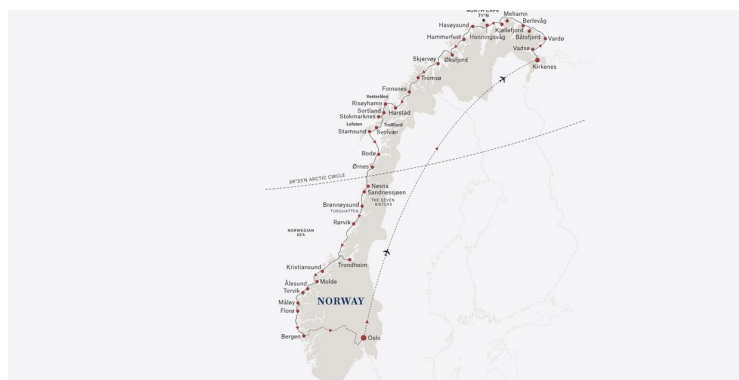 NORTH CAPE
71°N
Mehamn
Berlevåg
Havøysund
Kjøllefjord
Hammerfest
Honningsvåg
Båtsfjord
Vardø
Vadsø
Skjervøy
Øksfjord
Kirkenes
Tromsø
Finnsnes
Vesterålen
Risøyhamn
Sortland
Harstad
Stokmarknes
Lofoten
Trollfjord
Stamsund
Svolvær
Bodø
Ørnes
66°33'N ARCTIC CIRCLE
Nesna
Sandnessjøen
THE SEVEN
SISTERS
Brønnøysund
TORGHATTEN
Rørvik
NORWEGIAN
SEA
Trondheim
Kristiansund
Molde
Ålesund
Torvik
Måløy
NORWAY
Florø
Bergen
Oslo